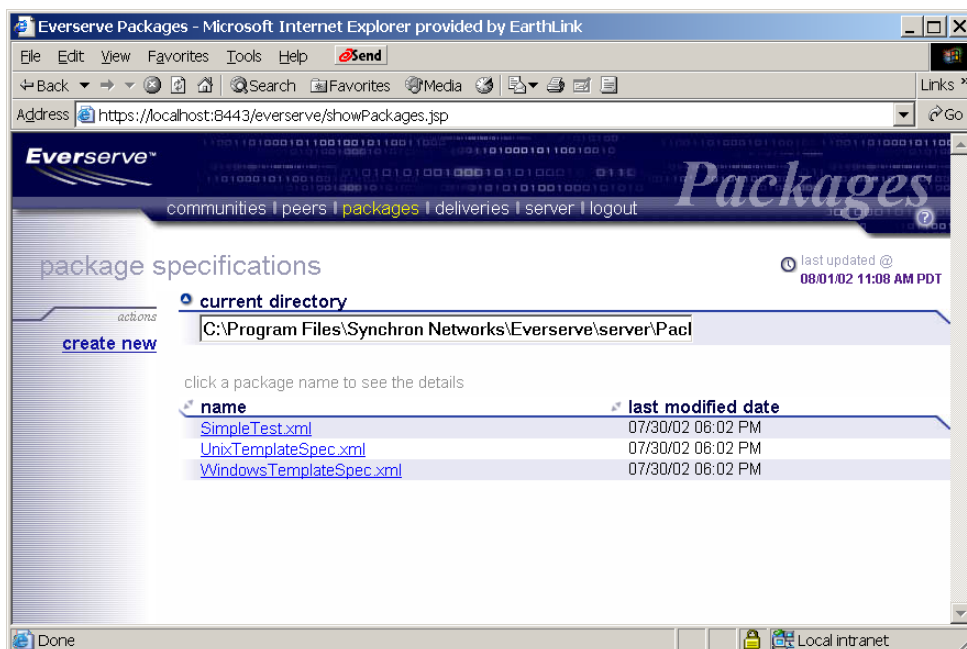 Everserve Packages - Microsoft Internet Explorer provided by EarthLink
File Edit View Favorites Tools Help Send
Back Search Favorites Media Links »
Address https://localhost:8443/everserve/showPackages.jsp Go
Everserve™
Packages
communities | peers | packages | deliveries | server | logout
?
package specifications
last updated @
08/01/02 11:08 AM PDT
current directory
actions
C:\Program Files\Synchron Networks\Everserve\server\Pacl
create new
click a package name to see the details
name last modified date
SimpleTest.xml 07/30/02 06:02 PM
UnixTemplateSpec.xml 07/30/02 06:02 PM
WindowsTemplateSpec.xml 07/30/02 06:02 PM
Done Local intranet